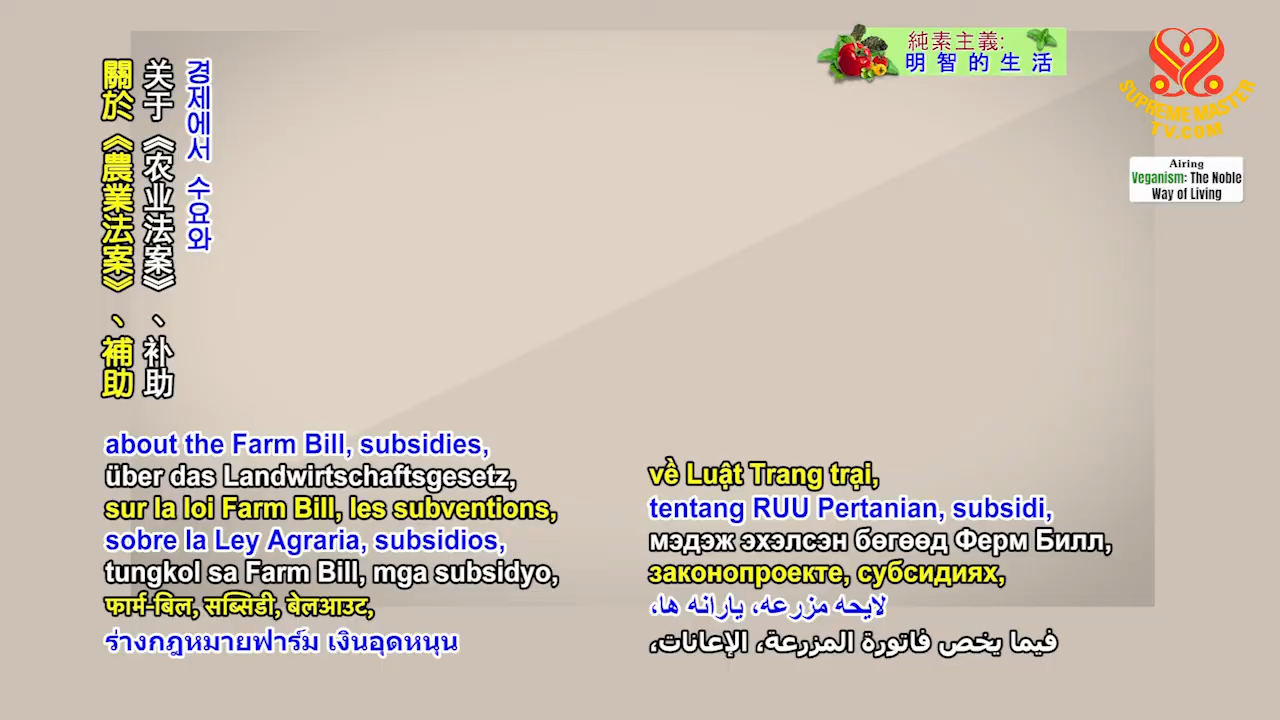 純素主義:
明智的生活
SUPREME MASTER
TV.COM
Airing
Veganism: The Noble
Way of Living
경제에서 수요와
关于《农业法案》、补助
關於《農業法案》、補助
about the Farm Bill, subsidies,
über das Landwirtschaftsgesetz,
sur la loi Farm Bill, les subventions,
sobre la Ley Agraria, subsidios,
tungkol sa Farm Bill, mga subsidyo,
फार्म-बिल, सब्सिडी, बेलआउट,
ร่างกฎหมายฟาร์ม เงินอุดหนุน
về Luật Trang trại,
tentang RUU Pertanian, subsidi,
мэдэж эхэлсэн бөгөөд Ферм Билл,
законопроекте, субсидиях,
لایحه مزرعه، یارانه ها،
فيما يخص فاتورة المزرعة، الإعانات،